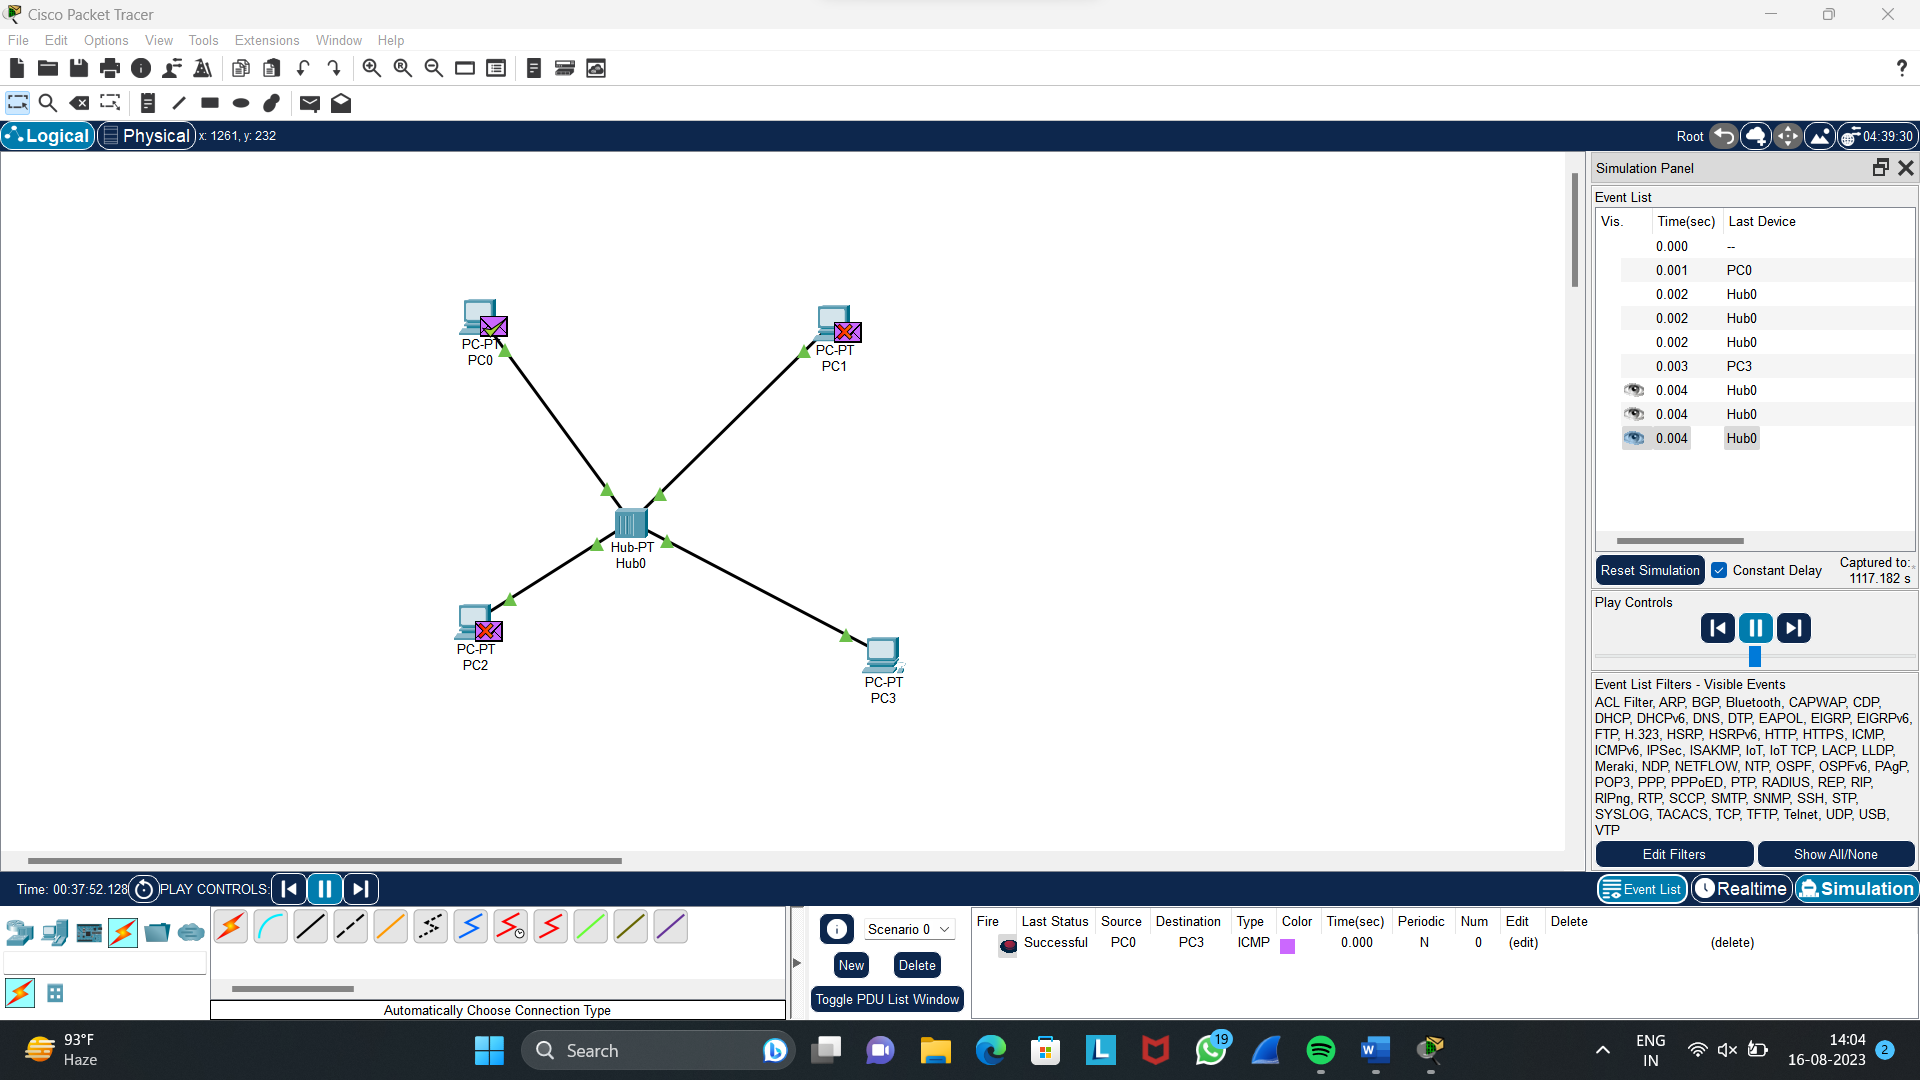 Cisco Packet Tracer
File Edit Options View Tools Extensions Window Help
?
Logical Physical x: 1261, y: 232 Root 04:39:30
PC-PT
PC0
PC-PT
PC1
Hub-PT
Hub0
PC-PT
PC2
PC-PT
PC3
Simulation Panel
Event List
Vis. Time(sec) Last Device
0.000 --
0.001 PC0
0.002 Hub0
0.002 Hub0
0.002 Hub0
0.003 PC3
0.004 Hub0
0.004 Hub0
0.004 Hub0
Reset Simulation Constant Delay Captured to:
1117.182 s
Play Controls
Event List Filters - Visible Events
ACL Filter, ARP, BGP, Bluetooth, CAPWAP, CDP,
DHCP, DHCPv6, DNS, DTP, EAPOL, EIGRP, EIGRPv6,
FTP, H.323, HSRP, HSRPv6, HTTP, HTTPS, ICMP,
ICMPv6, IPSec, ISAKMP, IoT, IoT TCP, LACP, LLDP,
Meraki, NDP, NETFLOW, NTP, OSPF, OSPFv6, PAgP,
POP3, PPP, PPPoED, PTP, RADIUS, REP, RIP,
RIPng, RTP, SCCP, SMTP, SNMP, SSH, STP,
SYSLOG, TACACS, TCP, TFTP, Telnet, UDP, USB,
VTP
Edit Filters Show All/None
Time: 00:37:52.128 PLAY CONTROLS: Event List Realtime Simulation
Automatically Choose Connection Type
Scenario 0
New Delete
Toggle PDU List Window
Fire Last Status Source Destination Type Color Time(sec) Periodic Num Edit Delete
Successful PC0 PC3 ICMP 0.000 N 0 (edit) (delete)
93°F
Haze
Search
L
19
W
ENG
IN
14:04
16-08-2023
2